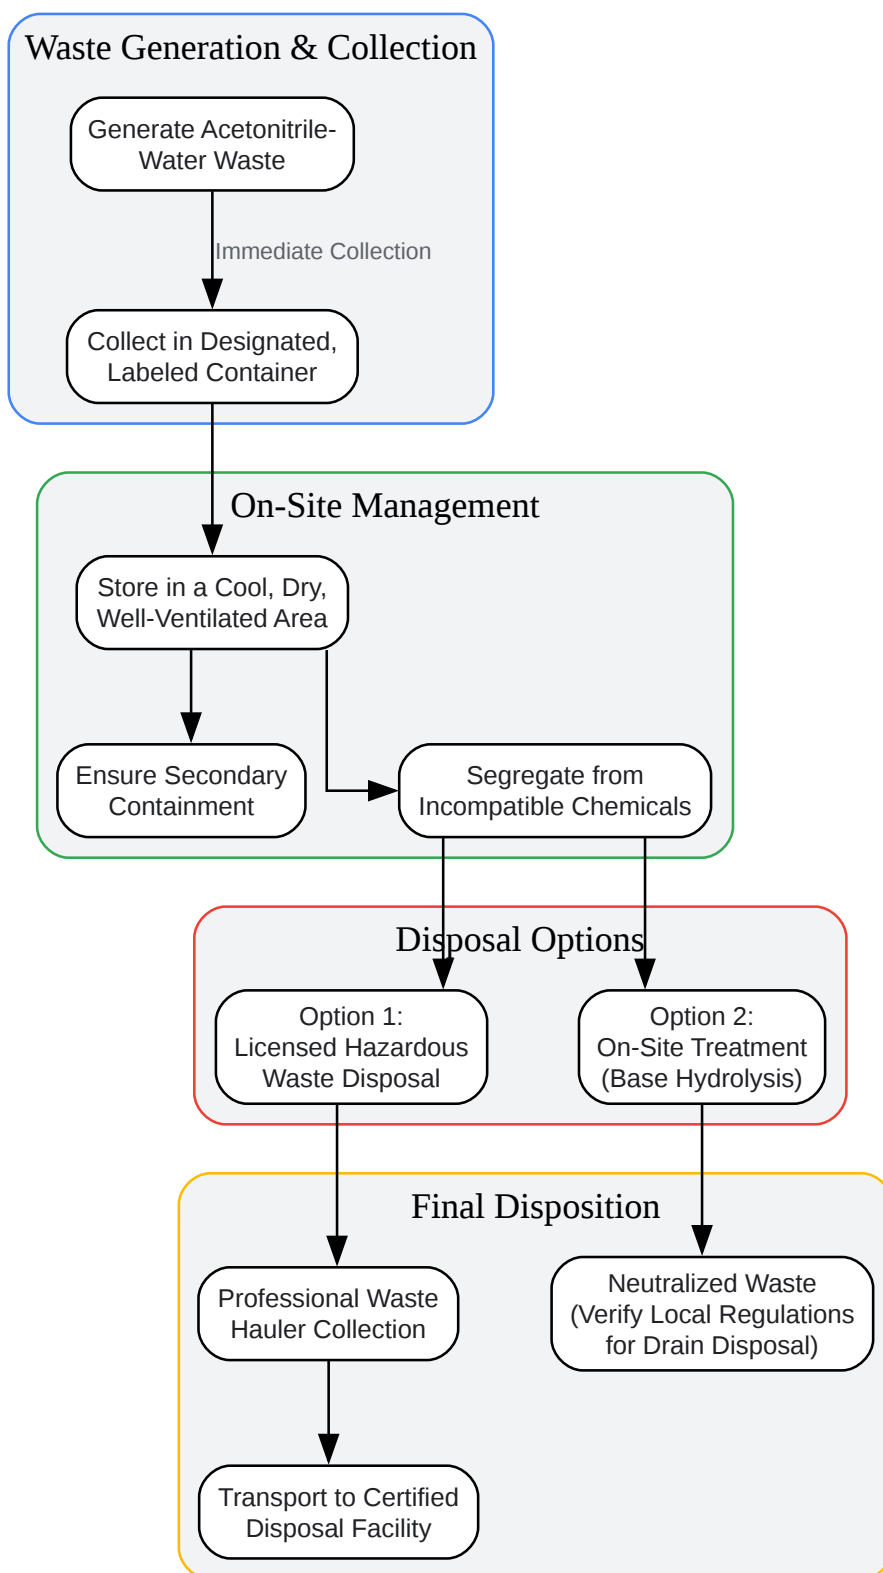 Waste Generation & Collection
Generate Acetonitrile-
Water Waste
Immediate Collection
Collect in Designated,
Labeled Container
On-Site Management
Store in a Cool, Dry,
Well-Ventilated Area
Ensure Secondary
Containment
Segregate from
Incompatible Chemicals
Disposal Options
Option 1:
Licensed Hazardous
Waste Disposal
Option 2:
On-Site Treatment
(Base Hydrolysis)
Final Disposition
Professional Waste
Hauler Collection
Neutralized Waste
(Verify Local Regulations
for Drain Disposal)
Transport to Certified
Disposal Facility